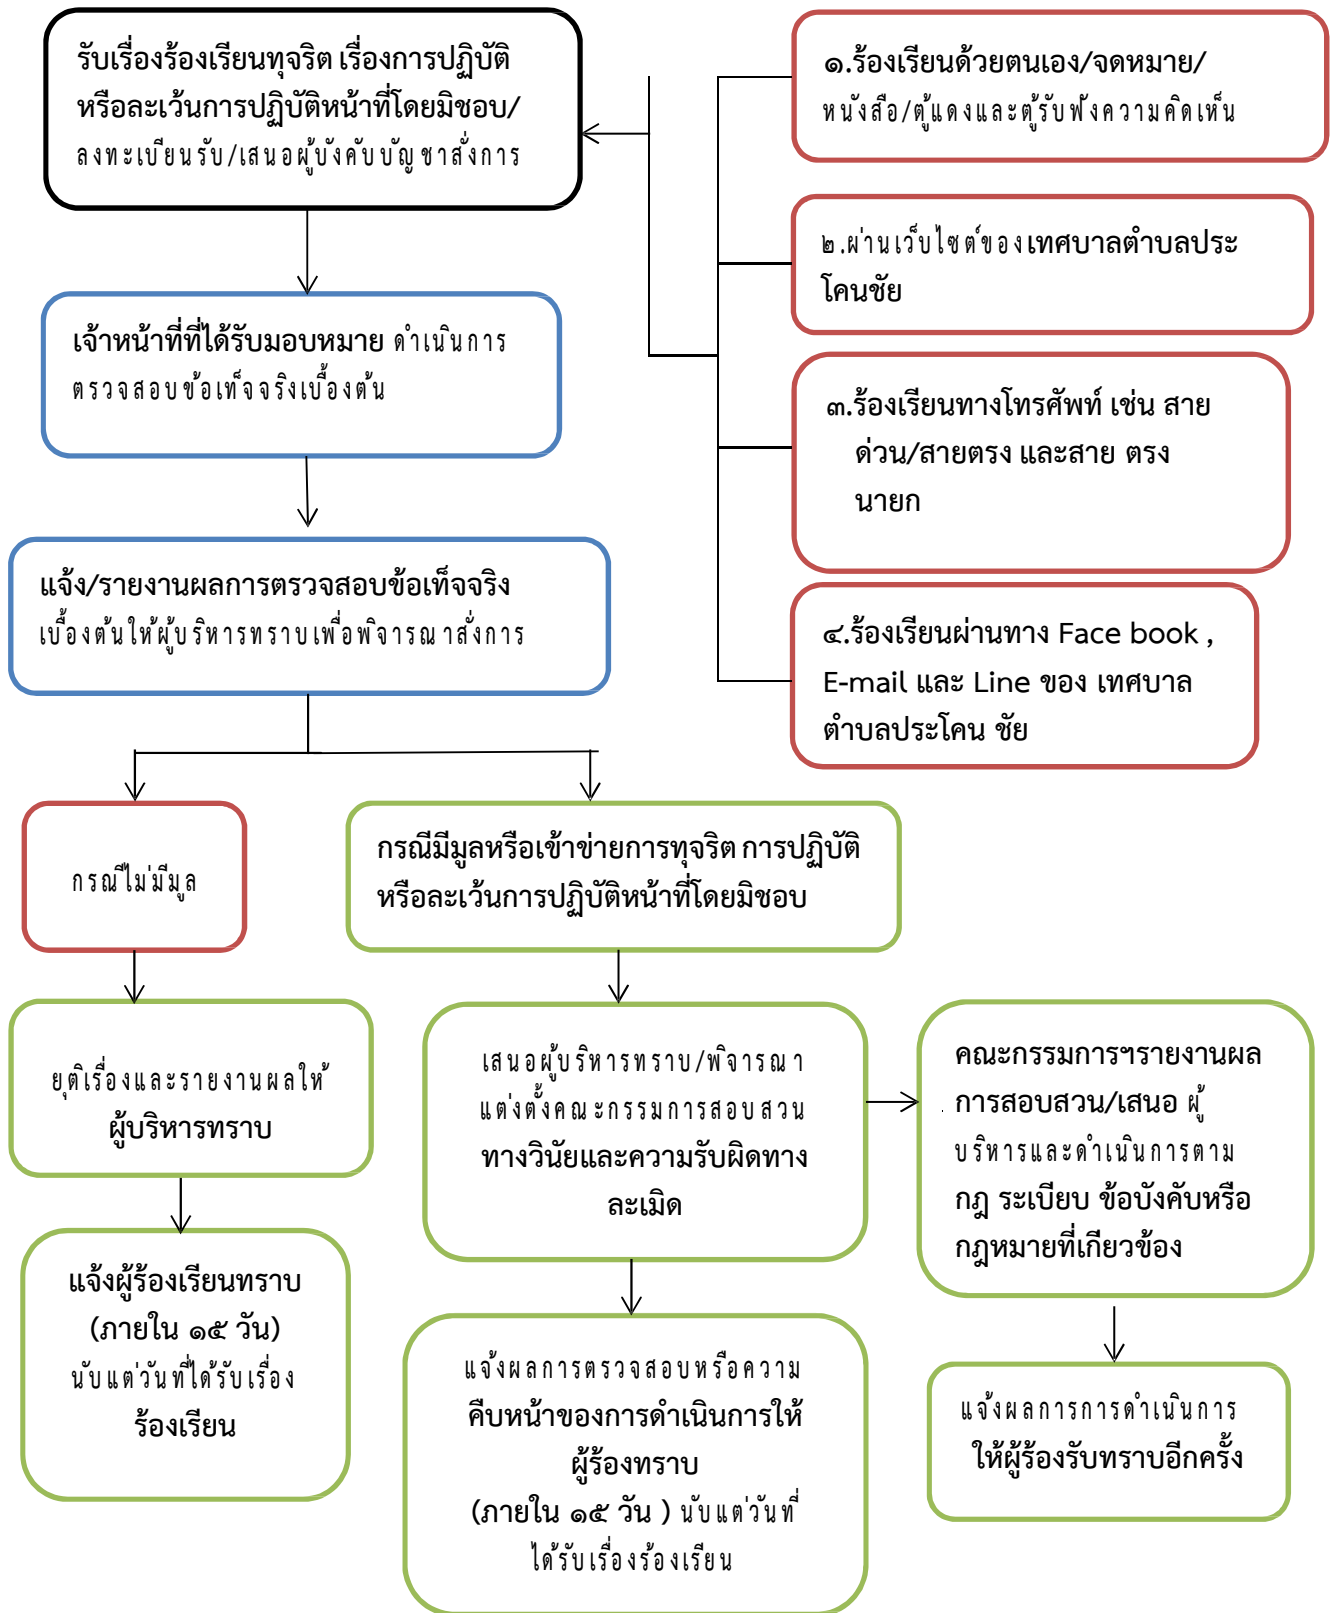 รับเรื่องร้องเรียนทุจริต เรื่องการปฏิบัติ
หรือละเว้นการปฏิบัติหน้าที่โดยมิชอบ/
ลงทะเบียนรับ/เสนอผู้บังคับบัญชาสั่งการ
๑.ร้องเรียนด้วยตนเอง/จดหมาย/
หนังสือ/ตู้แดงและตู้รับฟังความคิดเห็น
๒.ผ่านเว็บไซต์ของเทศบาลตำบลประ
โคนชัย
๓.ร้องเรียนทางโทรศัพท์ เช่น สาย
ด่วน/สายตรง และสาย ตรง
นายก
๔.ร้องเรียนผ่านทาง Face book ,
E-mail และ Line ของ เทศบาล
ตำบลประโคน ชัย
เจ้าหน้าที่ที่ได้รับมอบหมาย ดำเนินการ
ตรวจสอบข้อเท็จจริงเบื้องต้น
แจ้ง/รายงานผลการตรวจสอบข้อเท็จจริง
เบื้องต้นให้ผู้บริหารทราบเพื่อพิจารณาสั่งการ
กรณีไม่มีมูล
กรณีมีมูลหรือเข้าข่ายการทุจริต การปฏิบัติ
หรือละเว้นการปฏิบัติหน้าที่โดยมิชอบ
ยุติเรื่องและรายงานผลให้
ผู้บริหารทราบ
เสนอผู้บริหารทราบ/พิจารณา
แต่งตั้งคณะกรรมการสอบสวน
ทางวินัยและความรับผิดทาง
ละเมิด
คณะกรรมการฯรายงานผล
การสอบสวน/เสนอ ผู้
บริหารและดำเนินการตาม
กฎ ระเบียบ ข้อบังคับหรือ
กฎหมายที่เกียวข้อง
แจ้งผู้ร้องเรียนทราบ
(ภายใน ๑๕ วัน)
นับแต่วันที่ได้รับเรื่อง
ร้องเรียน
แจ้งผลการตรวจสอบหรือความ
คืบหน้าของการดำเนินการให้
ผู้ร้องทราบ
(ภายใน ๑๕ วัน ) นับแต่วันที่
ได้รับเรื่องร้องเรียน
แจ้งผลการการดำเนินการ
ให้ผู้ร้องรับทราบอีกครั้ง